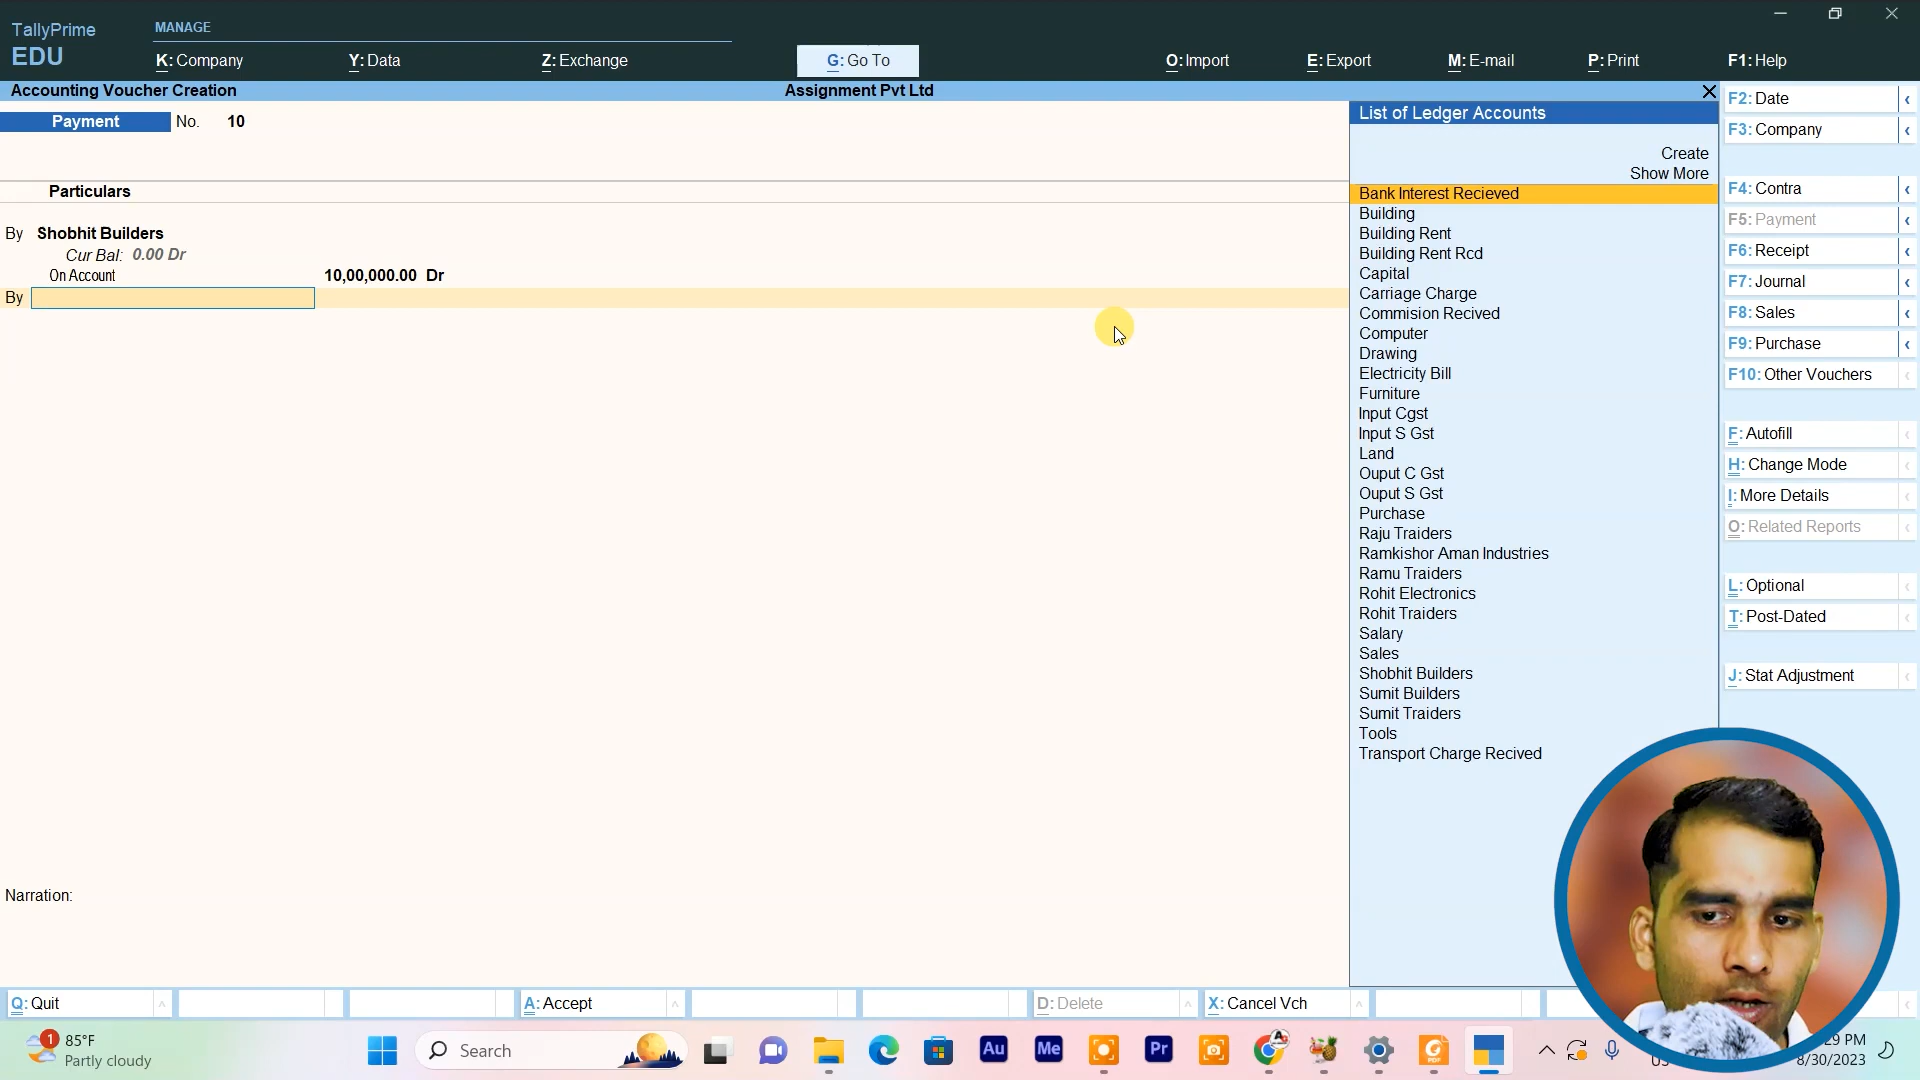 TallyPrime
EDU
MANAGE
K: Company
Y: Data
Z: Exchange
G: Go To
O: Import
E: Export
M: E-mail
P: Print
F1: Help
Accounting Voucher Creation
Assignment Pvt Ltd
Payment No. 10
Particulars
By Shobhit Builders
Cur Bal: 0.00 Dr
On Account 10,00,000.00 Dr
By
Narration:
List of Ledger Accounts
Create
Show More
Bank Interest Recieved
Building
Building Rent
Building Rent Rcd
Capital
Carriage Charge
Commision Recived
Computer
Drawing
Electricity Bill
Furniture
Input Cgst
Input S Gst
Land
Ouput C Gst
Ouput S Gst
Purchase
Raju Traiders
Ramkishor Aman Industries
Ramu Traiders
Rohit Electronics
Rohit Traiders
Salary
Sales
Shobhit Builders
Sumit Builders
Sumit Traiders
Tools
Transport Charge Recived
F2: Date
F3: Company
F4: Contra
F5: Payment
F6: Receipt
F7: Journal
F8: Sales
F9: Purchase
F10: Other Vouchers
F: Autofill
H: Change Mode
I: More Details
O: Related Reports
L: Optional
T: Post-Dated
J: Stat Adjustment
Q: Quit
A: Accept
D: Delete
X: Cancel Vch
1
85°F
Partly cloudy
Search
Au
Me
Pr
PDF
29 PM
8/30/2023